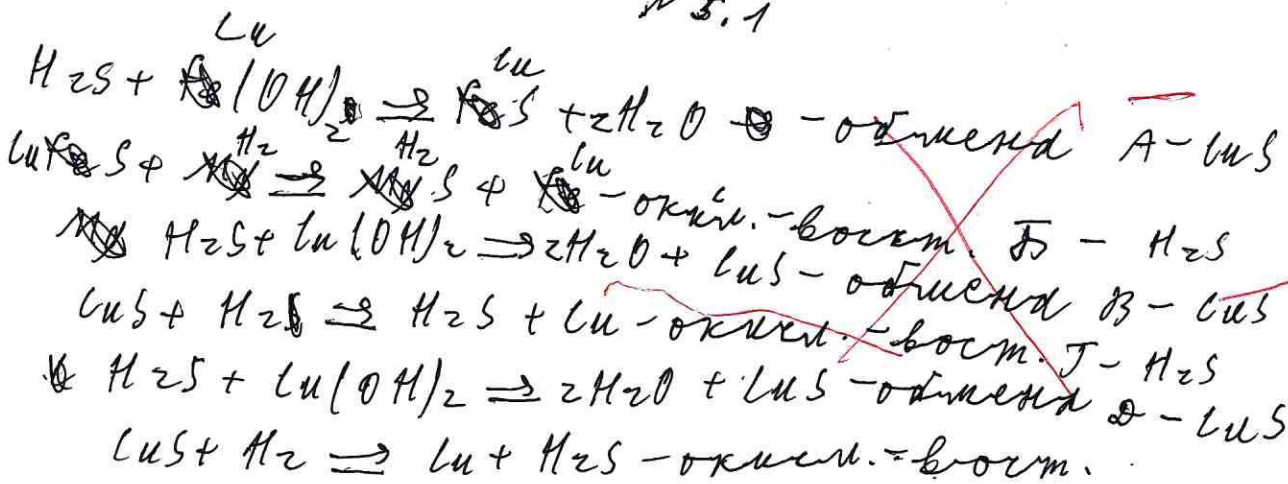 № 5.1
H2S + Cu(OH)2 ⇒ CuS + 2H2O - обмена А - CuS
CuS + H2 ⇒ H2S + Cu - окисл. - восст. Б - H2S
H2S + Cu(OH)2 ⇒ 2H2O + CuS - обмена В - CuS
CuS + H2 ⇒ H2S + Cu - окисл. - восст. Г - H2S
H2S + Cu(OH)2 ⇒ 2H2O + CuS - обмена Д - CuS
CuS + H2 ⇒ Cu + H2S - окисл. - восст.